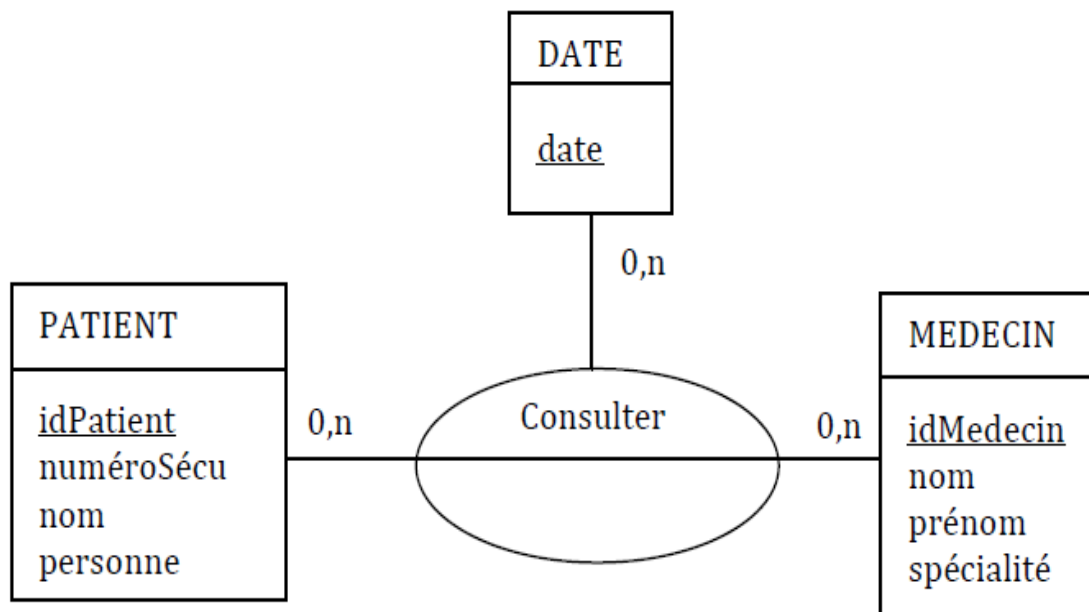 DATE
date
0,n
PATIENT
idPatient
numéroSécu
nom
personne
0,n
Consulter
0,n
MEDECIN
idMedecin
nom
prénom
spécialité